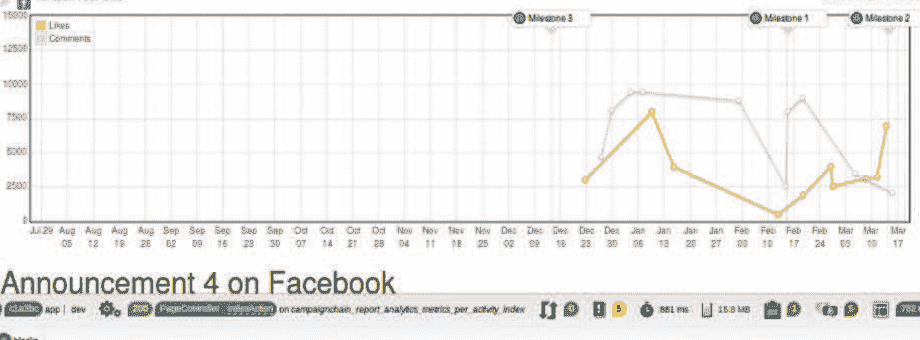 15000
Milestone 3
Milestone 1
Milestone 2
Likes
Comments
12500
10000
7500
5000
2500
0
Jul 29 Aug 05 Aug 12 Aug 19 Aug 26 Sep 02 Sep 09 Sep 16 Sep 23 Sep 30 Oct 07 Oct 14 Oct 21 Oct 28 Nov 04 Nov 11 Nov 18 Nov 25 Dec 02 Dec 09 Dec 16 Dec 23 Dec 30 Jan 06 Jan 13 Jan 20 Jan 27 Feb 03 Feb 10 Feb 17 Feb 24 Mar 03 Mar 10 Mar 17
Announcement 4 on Facebook
app | dev 200 PageController indexAction on campaignchain_report_analytics_metrics_per_activity_index 5 881 ms 15.8 MB